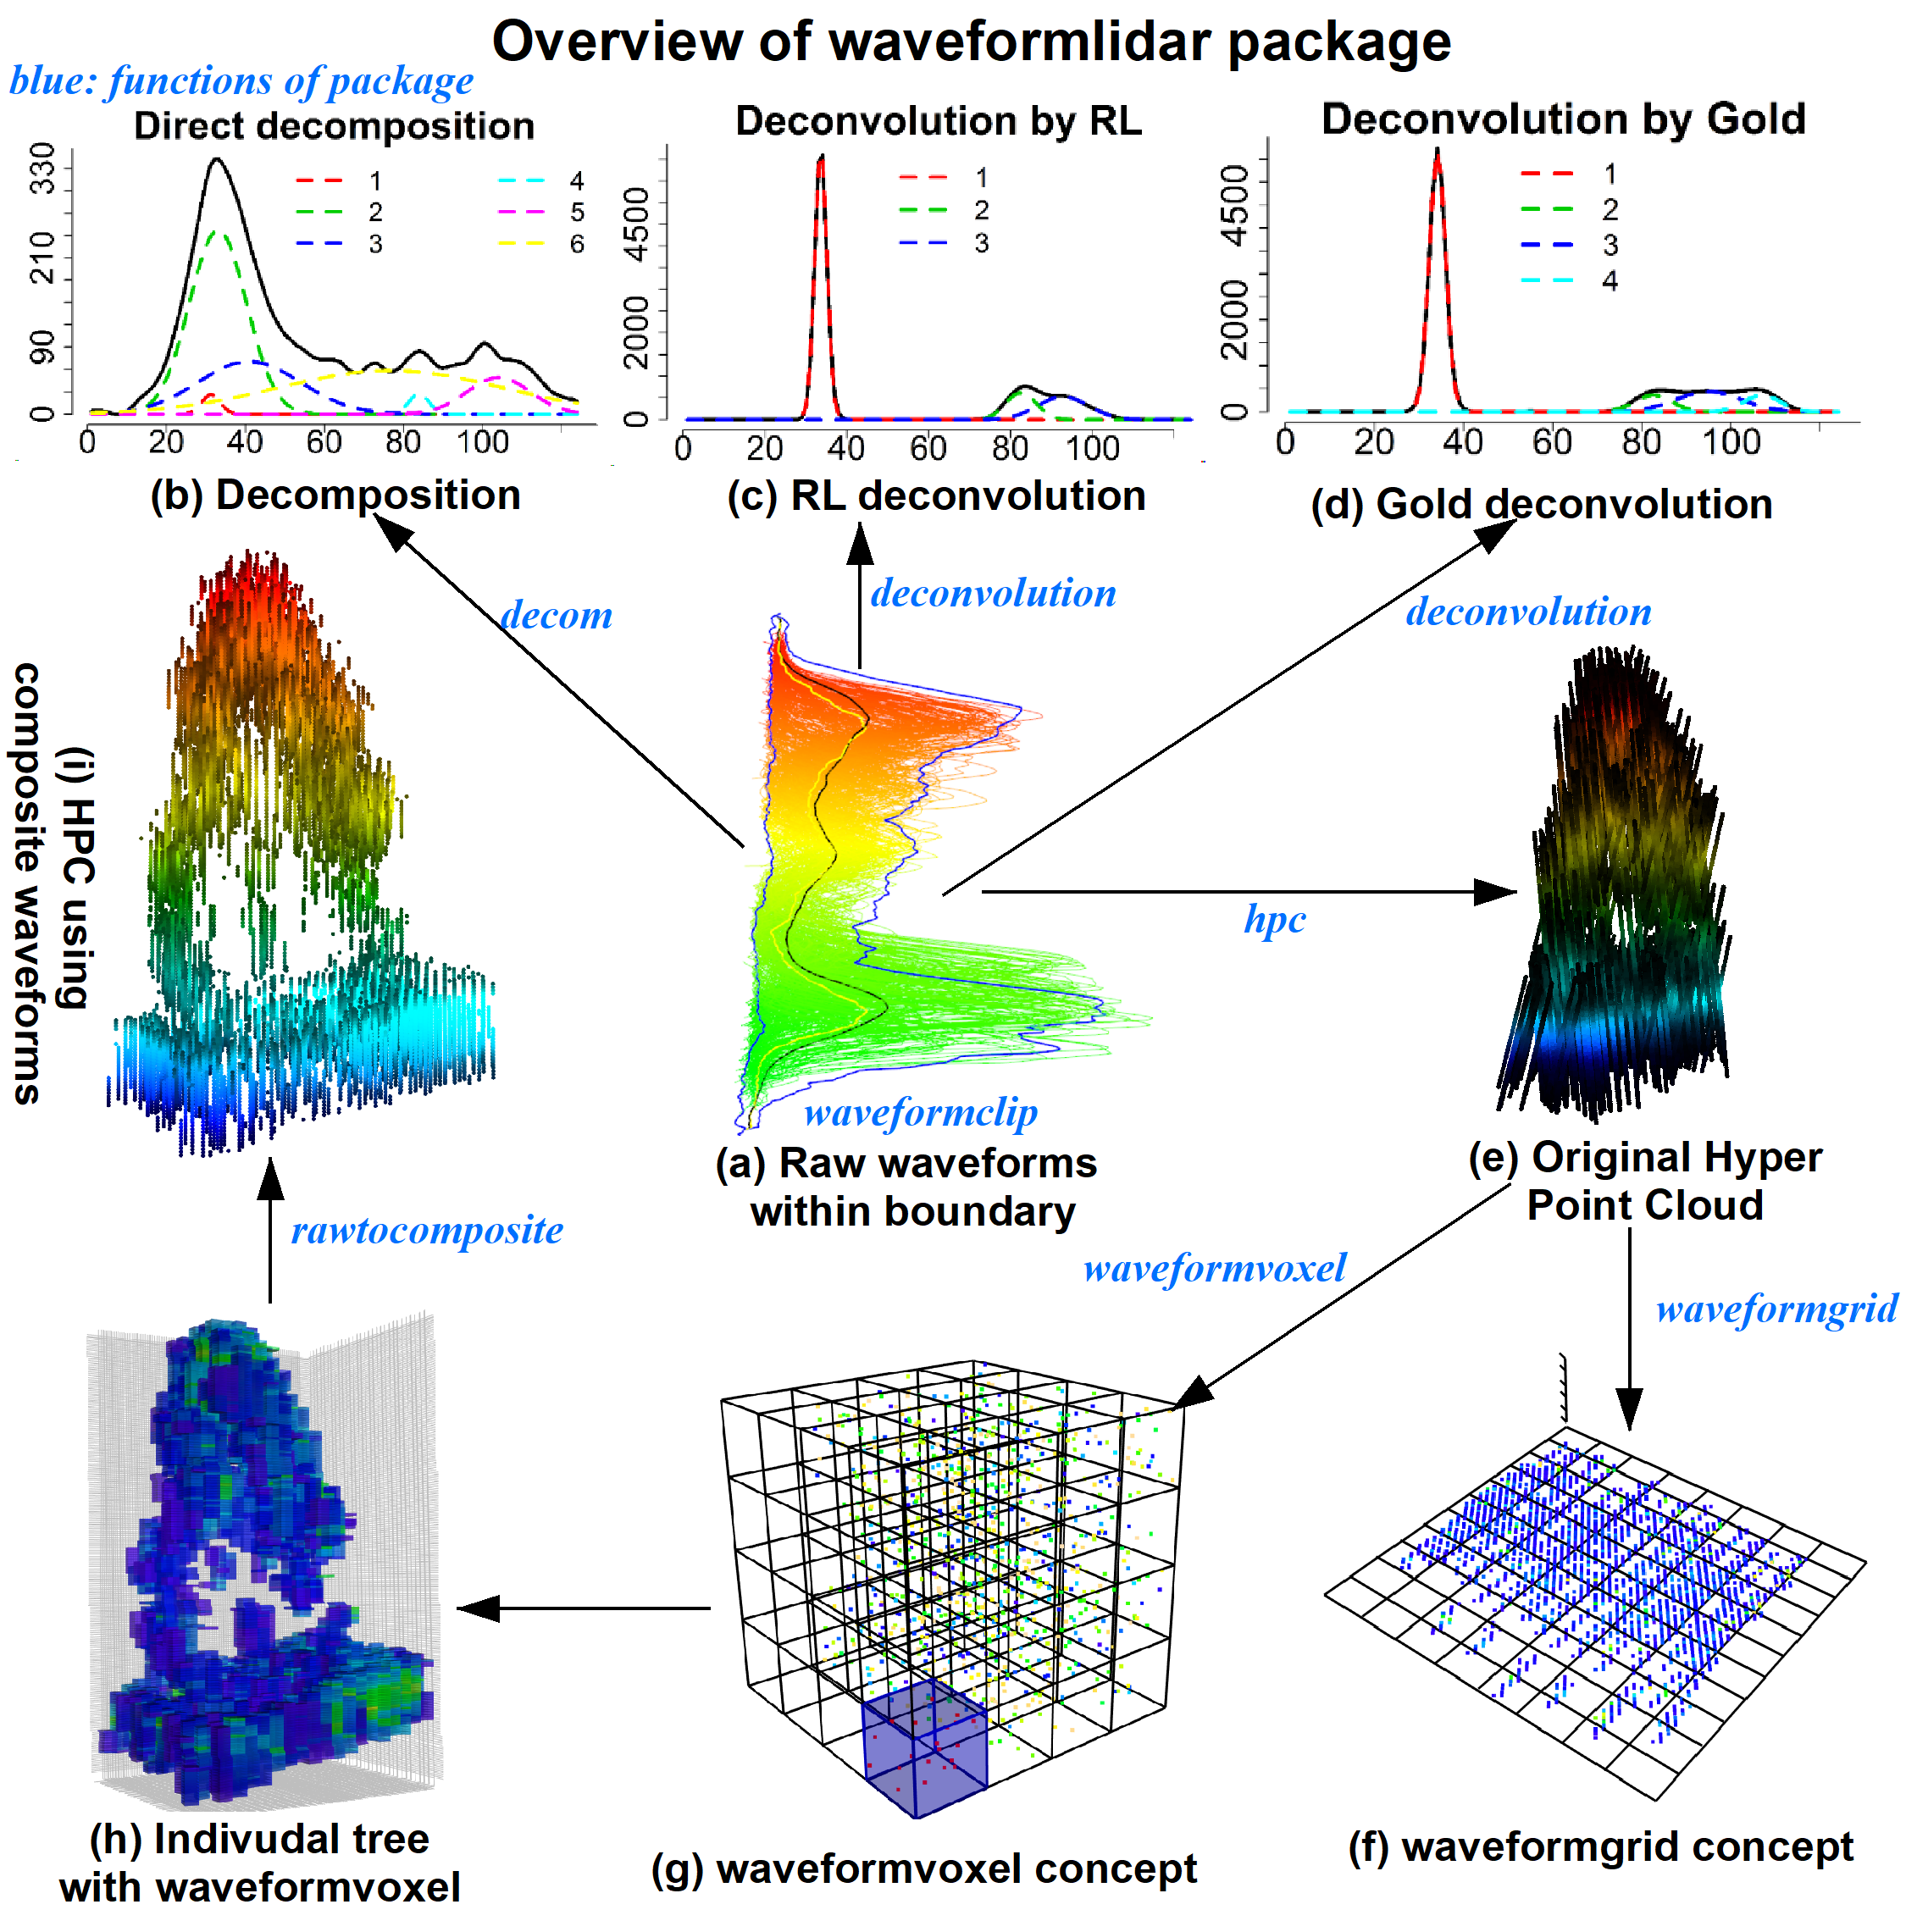 Overview of waveformlidar package
blue: functions of package
Direct decomposition
330
210
90
0
1
2
3
4
5
6
0 20 40 60 80 100
(b) Decomposition
Deconvolution by RL
4500
2000
0
1
2
3
0 20 40 60 80 100
(c) RL deconvolution
Deconvolution by Gold
4500
2000
0
1
2
3
4
0 20 40 60 80 100
(d) Gold deconvolution
decom
deconvolution
deconvolution
(i) HPC using
composite waveforms
hpc
waveformclip
(a) Raw waveforms
within boundary
(e) Original Hyper
Point Cloud
rawtocomposite
waveformvoxel
waveformgrid
(h) Indivudal tree
with waveformvoxel
(g) waveformvoxel concept
(f) waveformgrid concept